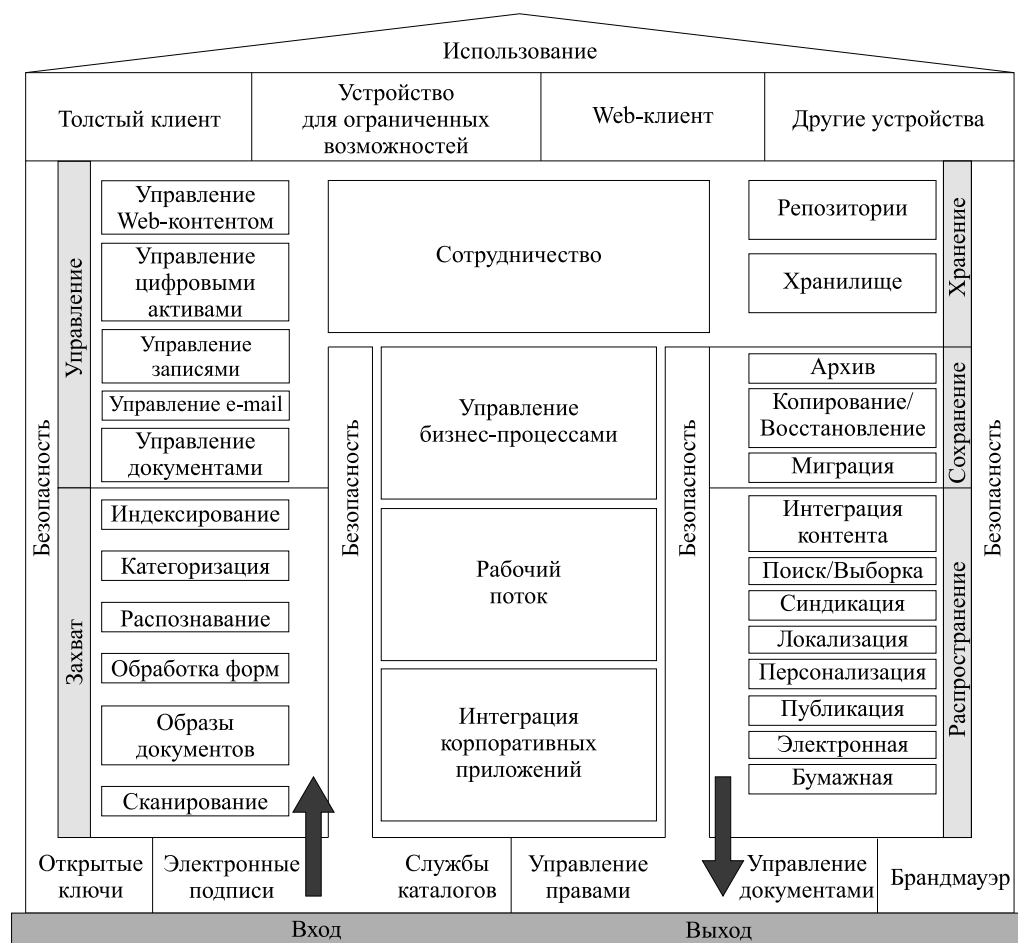 Использование
Толстый клиент
Устройство
для ограниченных
возможностей
Web-клиент
Другие устройства
Безопасность
Управление
Управление
Web-контентом
Управление
цифровыми
активами
Управление
записями
Управление e-mail
Управление
документами
Захват
Индексирование
Категоризация
Распознавание
Обработка форм
Образы
документов
Сканирование
Безопасность
Сотрудничество
Управление
бизнес-процессами
Рабочий
поток
Интеграция
корпоративных
приложений
Безопасность
Репозитории
Хранилище
Хранение
Архив
Копирование/
Восстановление
Миграция
Сохранение
Интеграция
контента
Поиск/Выборка
Синдикация
Локализация
Персонализация
Публикация
Электронная
Бумажная
Распространение
Безопасность
Открытые
ключи
Электронные
подписи
Службы
каталогов
Управление
правами
Управление
документами
Брандмауэр
Вход
Выход